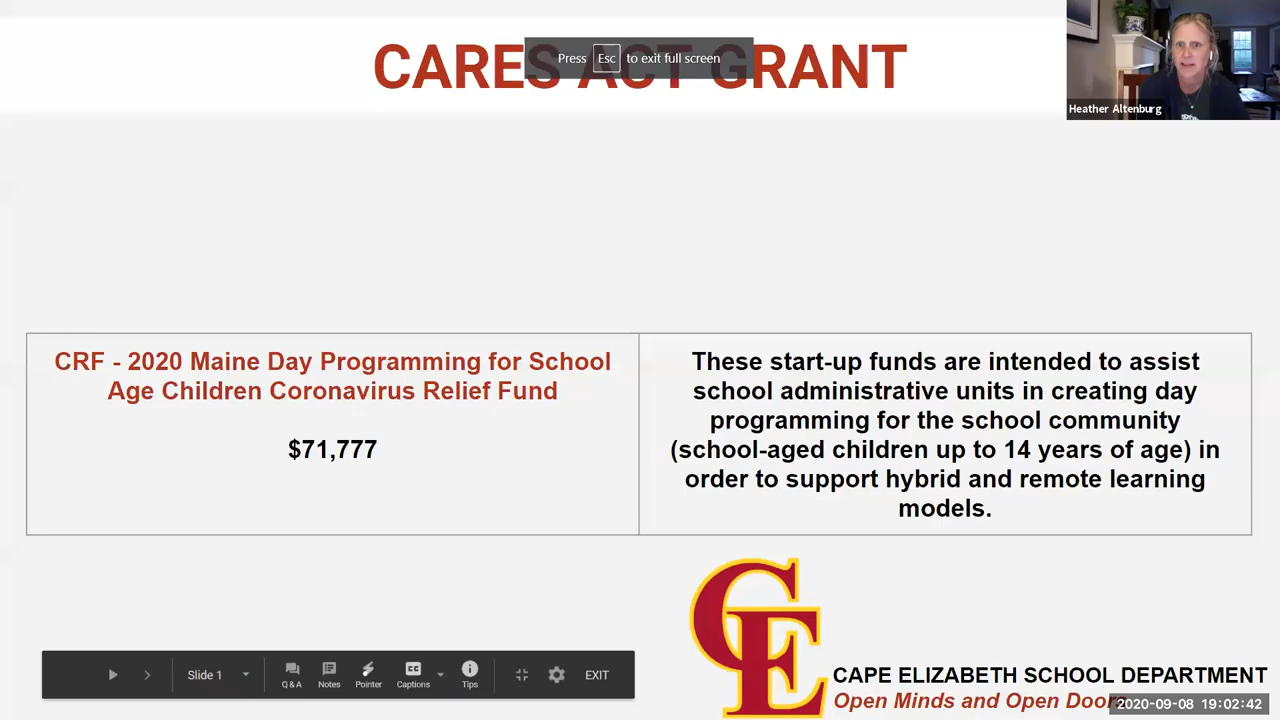 CARES ACT GRANT
Press Esc to exit full screen
Heather Altenburg
CRF - 2020 Maine Day Programming for School
Age Children Coronavirus Relief Fund
$71,777
These start-up funds are intended to assist
school administrative units in creating day
programming for the school community
(school-aged children up to 14 years of age) in
order to support hybrid and remote learning
models.
CE
CAPE ELIZABETH SCHOOL DEPARTMENT
Open Minds and Open Doors
2020-09-08 19:02:42
Slide 1
Q & A
Notes
Pointer
CC
Captions
Tips
EXIT